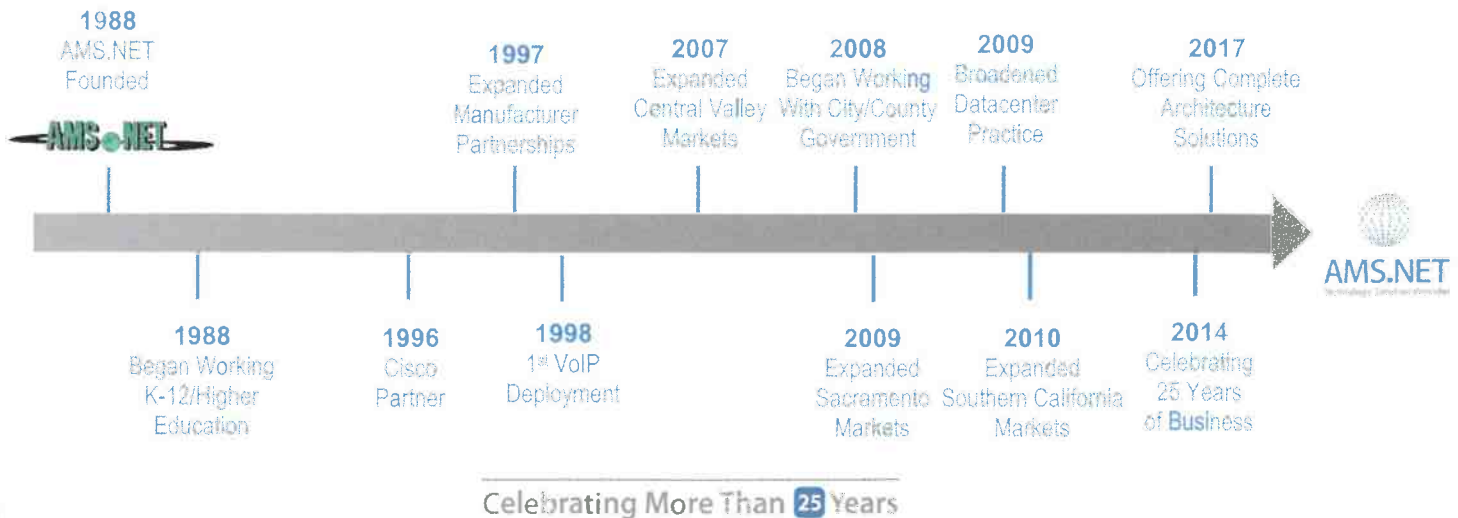 1988
AMS.NET
Founded
AMS.NET
1997
Expanded
Manufacturer
Partnerships
2007
Expanded
Central Valley
Markets
2008
Began Working
With City/County
Government
2009
Broadened
Datacenter
Practice
2017
Offering Complete
Architecture
Solutions
AMS.NET
Technology Solutions Provider
1988
Began Working
K-12/Higher
Education
1996
Cisco
Partner
1998
1st VoIP
Deployment
2009
Expanded
Sacramento
Markets
2010
Expanded
Southern California
Markets
2014
Celebrating
25 Years
of Business
Celebrating More Than 25 Years